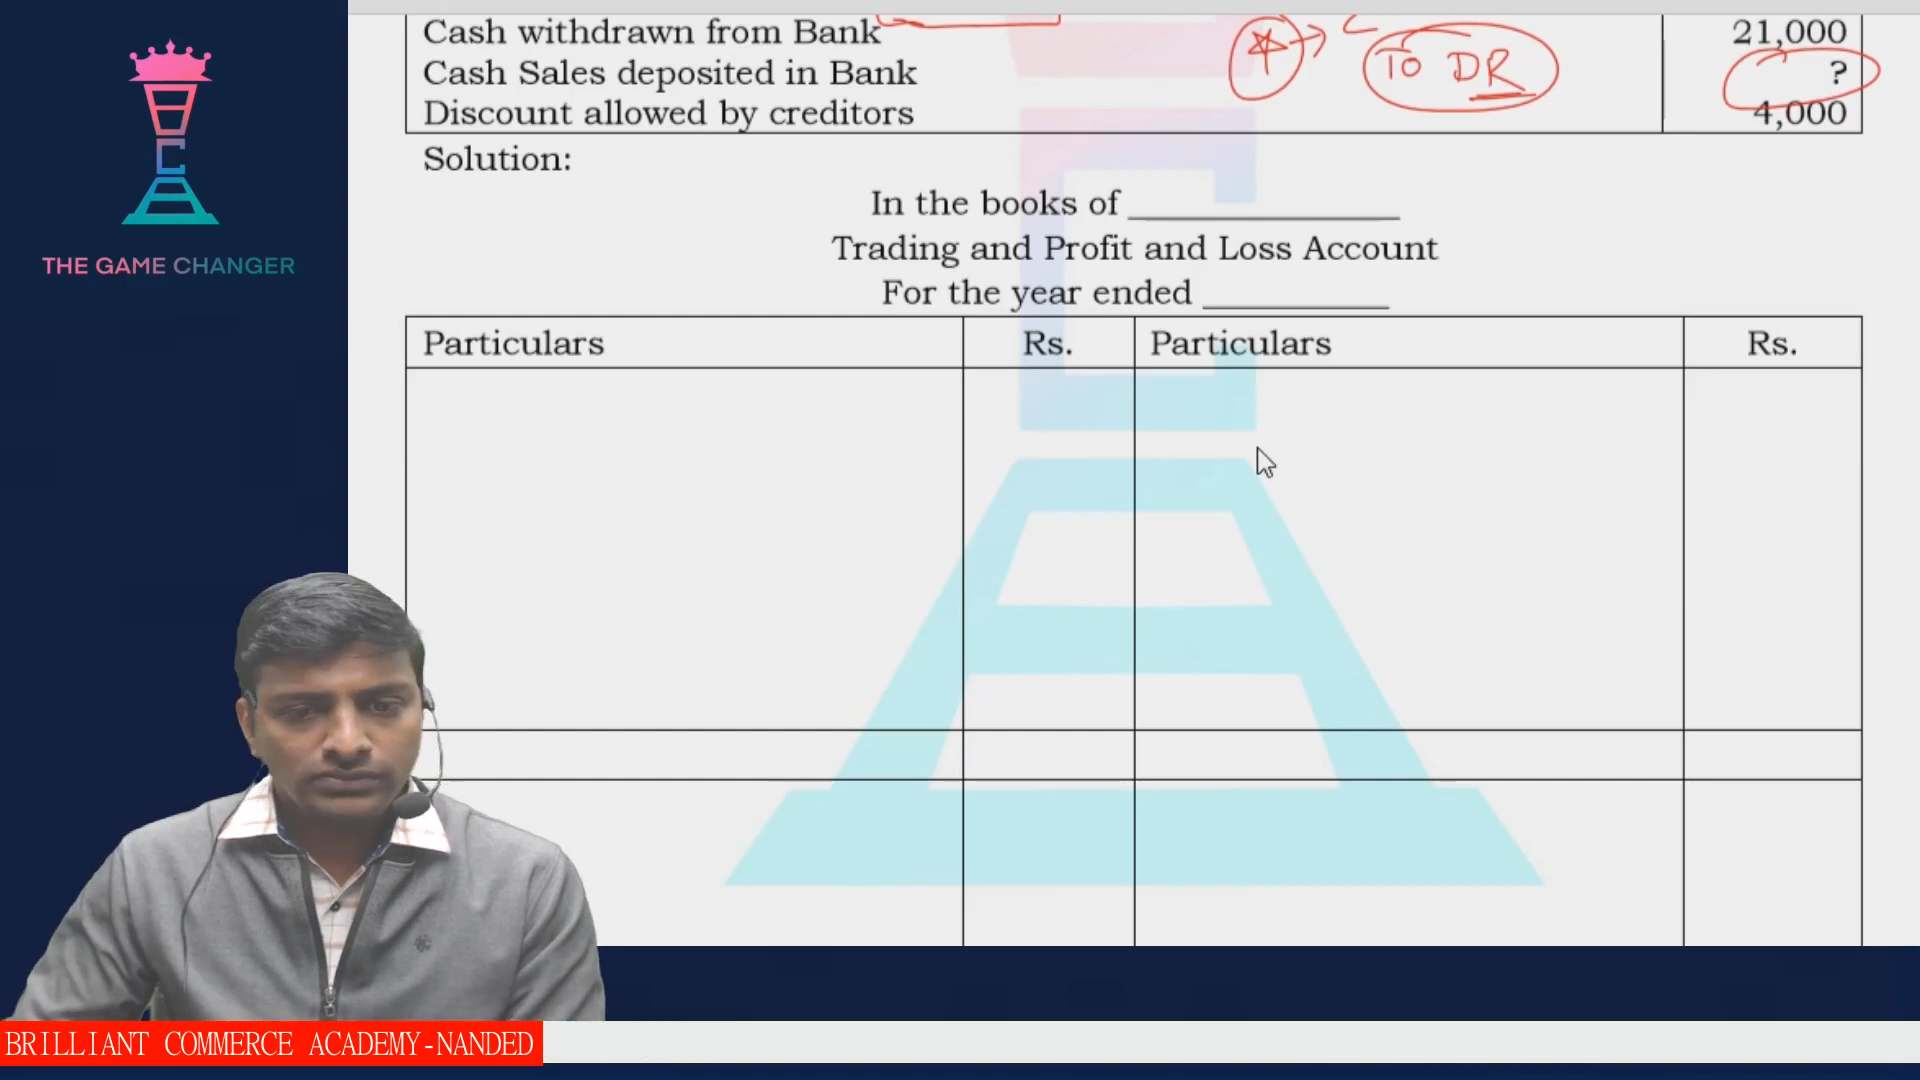 Cash withdrawn from Bank 21,000
Cash Sales deposited in Bank ?
To DR
Discount allowed by creditors 4,000
Solution:
In the books of _______________
Trading and Profit and Loss Account
For the year ended __________
Particulars Rs. Particulars Rs.
THE GAME CHANGER
BRILLIANT COMMERCE ACADEMY-NANDED